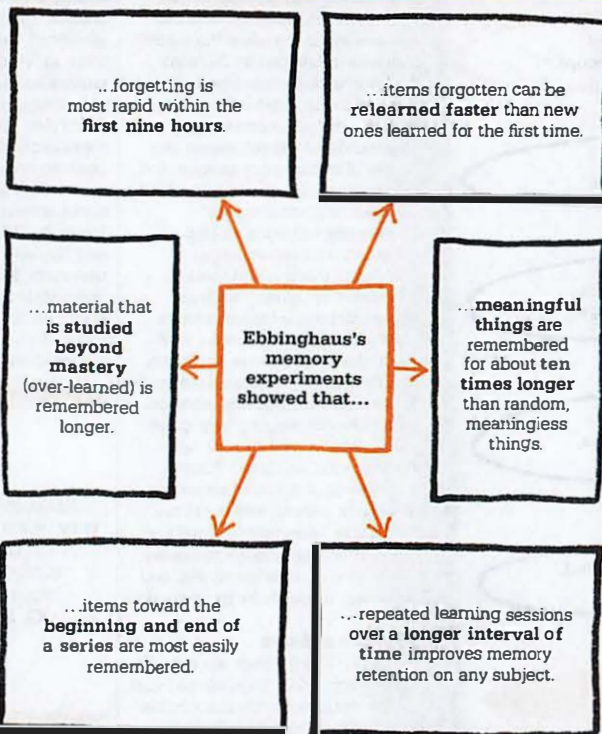 ...forgetting is
most rapid within the
first nine hours.
...items forgotten can be
relearned faster than new
ones learned for the first time.
...material that
is studied
beyond
mastery
(over-learned) is
remembered
longer.
Ebbinghaus's
memory
experiments
showed that...
...meaningful
things are
remembered
for about ten
times longer
than random,
meaningless
things.
...items toward the
beginning and end of
a series are most easily
remembered.
...repeated learning sessions
over a longer interval of
time improves memory
retention on any subject.